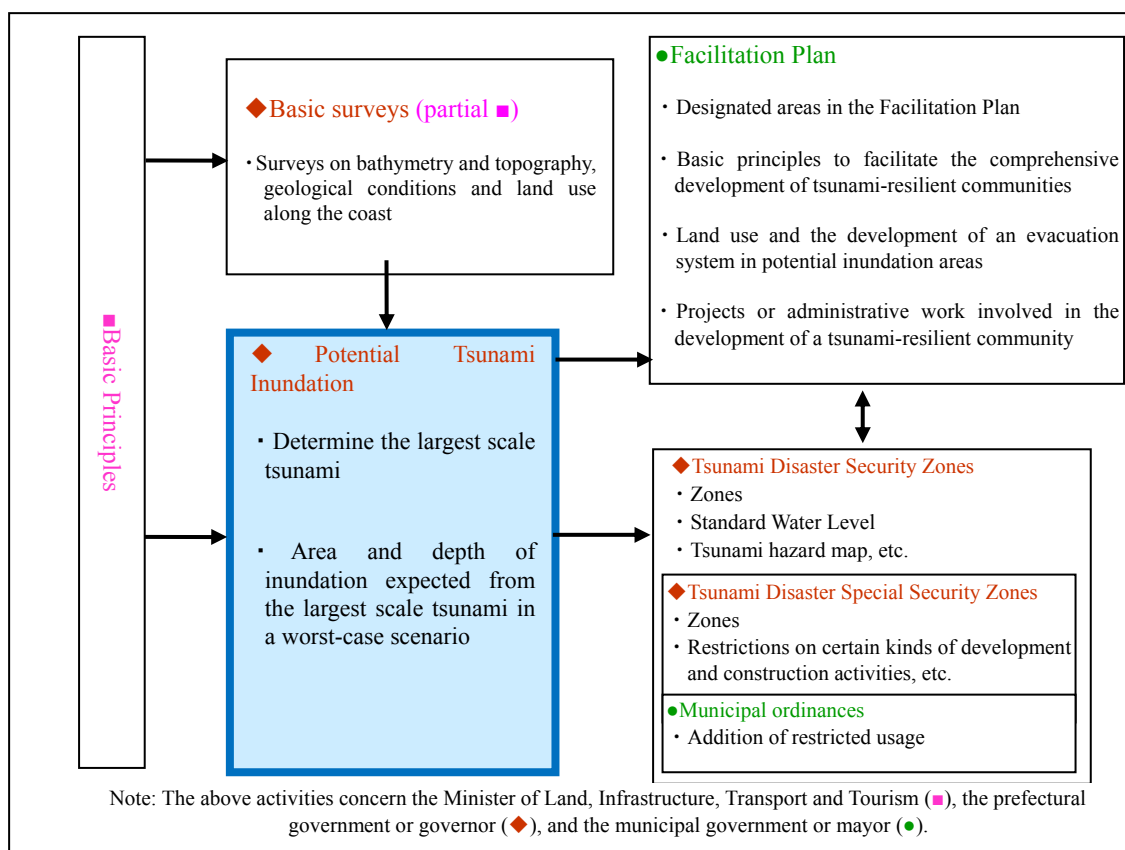 ■Basic Principles
◆Basic surveys (partial ■)
・Surveys on bathymetry and topography,
geological conditions and land use
along the coast
◆ Potential Tsunami
Inundation
・Determine the largest scale
tsunami
・Area and depth of
inundation expected from
the largest scale tsunami in
a worst-case scenario
●Facilitation Plan
・Designated areas in the Facilitation Plan
・Basic principles to facilitate the comprehensive
development of tsunami-resilient communities
・Land use and the development of an evacuation
system in potential inundation areas
・Projects or administrative work involved in the
development of a tsunami-resilient community
◆Tsunami Disaster Security Zones
・Zones
・Standard Water Level
・Tsunami hazard map, etc.
◆Tsunami Disaster Special Security Zones
・Zones
・Restrictions on certain kinds of development
and construction activities, etc.
●Municipal ordinances
・Addition of restricted usage
Note: The above activities concern the Minister of Land, Infrastructure, Transport and Tourism (■), the prefectural
government or governor (◆), and the municipal government or mayor (●).